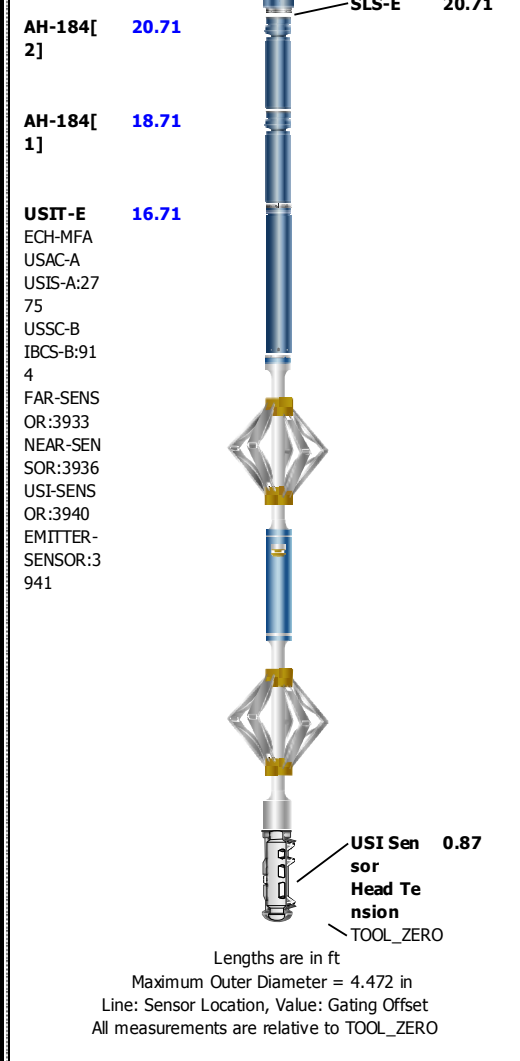 SLS-E 20.71
AH-184[ 20.71
2]
AH-184[ 18.71
1]
USIT-E 16.71
ECH-MFA
USAC-A
USIS-A:27
75
USSC-B
IBCS-B:91
4
FAR-SENS
OR:3933
NEAR-SEN
SOR:3936
USI-SENS
OR:3940
EMITTER-
SENSOR:3
941
USI Sen 0.87
sor
Head Te
nsion
TOOL_ZERO
Lengths are in ft
Maximum Outer Diameter = 4.472 in
Line: Sensor Location, Value: Gating Offset
All measurements are relative to TOOL_ZERO